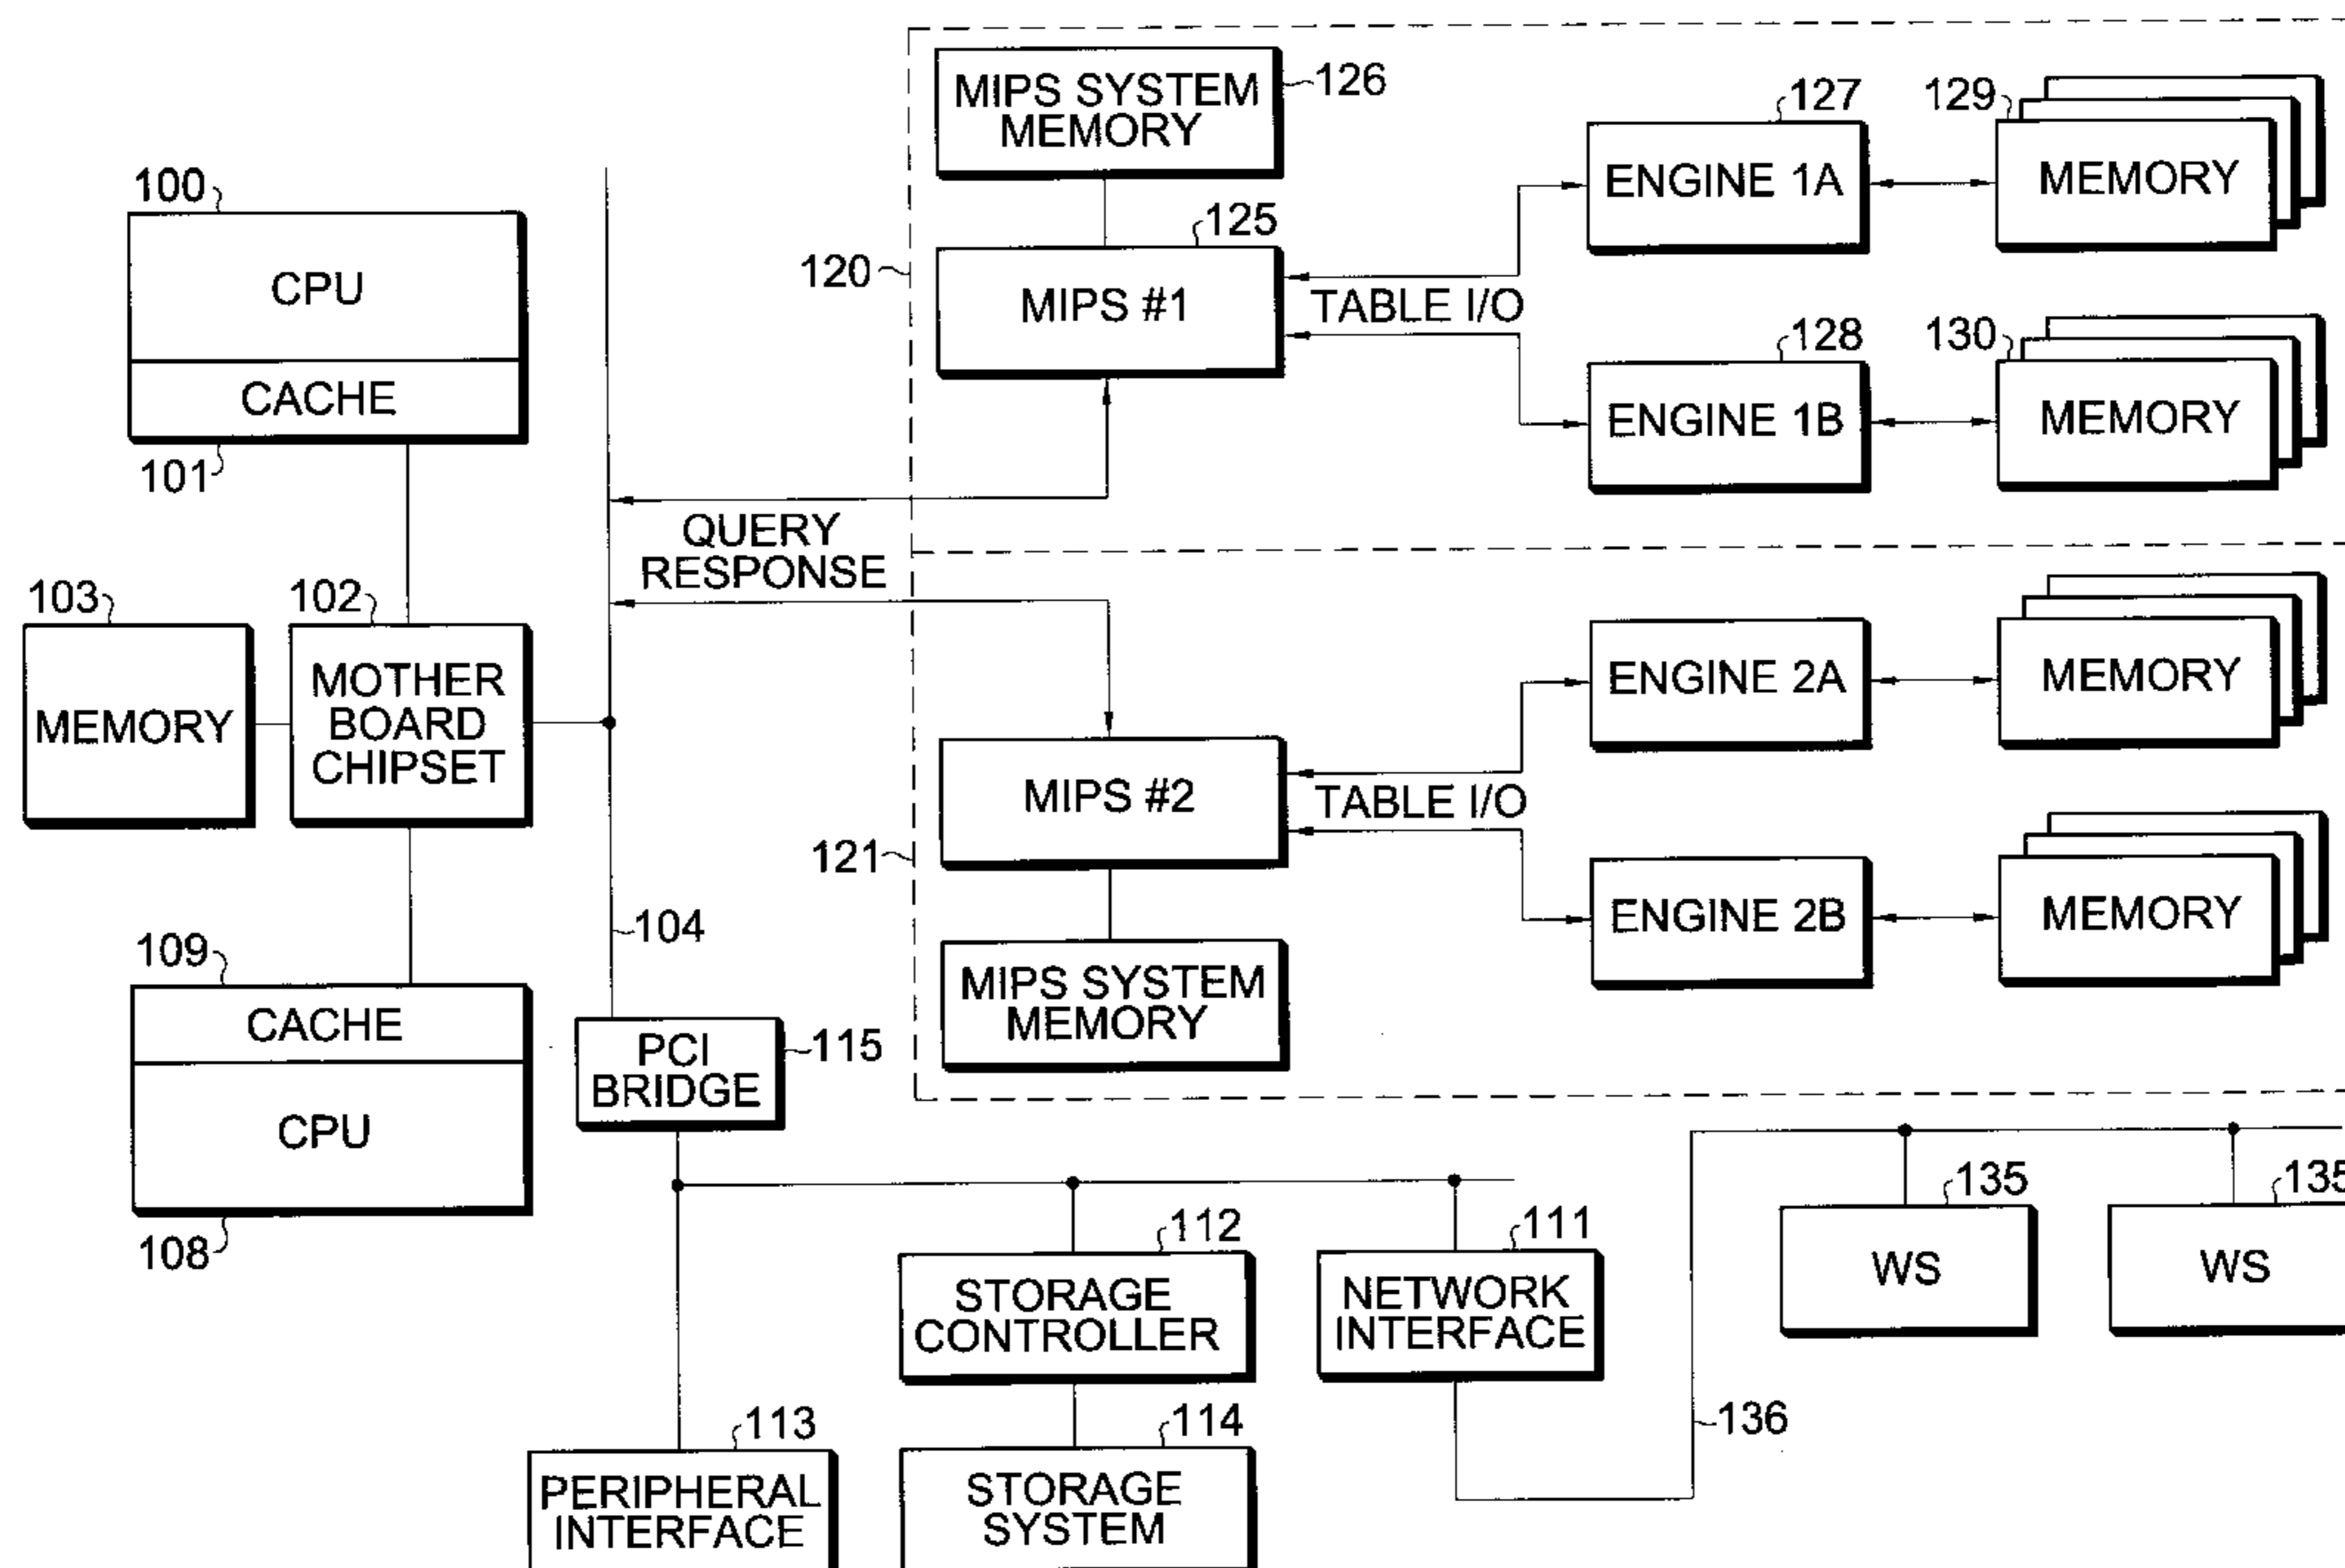 100
CPU
CACHE
101
103
MEMORY
102
MOTHER
BOARD
CHIPSET
109
CACHE
CPU
108
104
PCI
BRIDGE
115
QUERY
RESPONSE
120
MIPS SYSTEM
MEMORY
126
125
MIPS #1
TABLE I/O
127
ENGINE 1A
129
MEMORY
128
ENGINE 1B
130
MEMORY
121
MIPS #2
TABLE I/O
MIPS SYSTEM
MEMORY
ENGINE 2A
MEMORY
ENGINE 2B
MEMORY
112
STORAGE
CONTROLLER
111
NETWORK
INTERFACE
135
WS
135
WS
136
113
PERIPHERAL
INTERFACE
114
STORAGE
SYSTEM